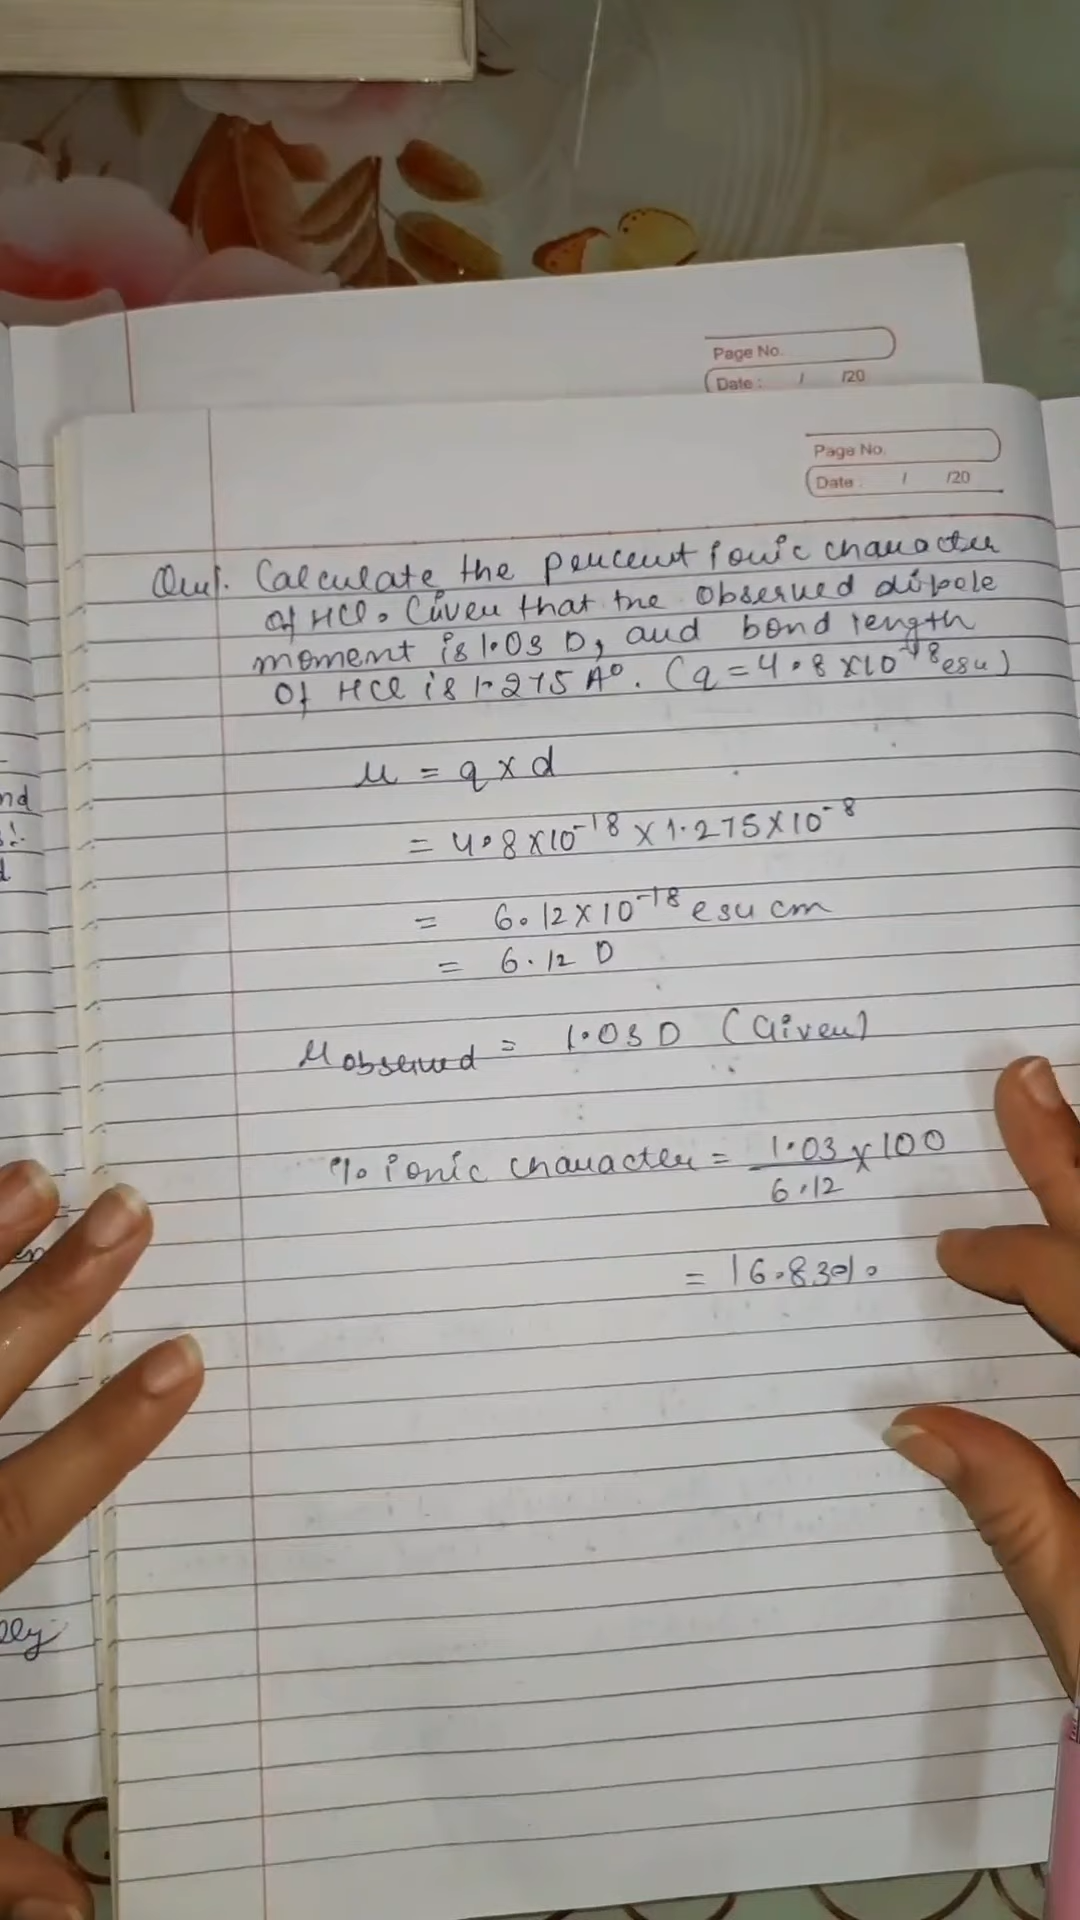 Page No.
Date : / /20
Page No.
Date : / /20
Qus1. Calculate the percent ionic character
of HCl. Given that the observed dipole
moment is 1.03 D, and bond length
of HCl is 1.275 A°. (q = 4.8 × 10⁻¹⁸ esu)
μ = q × d
= 4.8 × 10⁻¹⁸ × 1.275 × 10⁻⁸
= 6.12 × 10⁻¹⁸ esu cm
= 6.12 D
μ observed = 1.03 D (Given)
% ionic character = 1.03/6.12 × 100
= 16.83%
nd